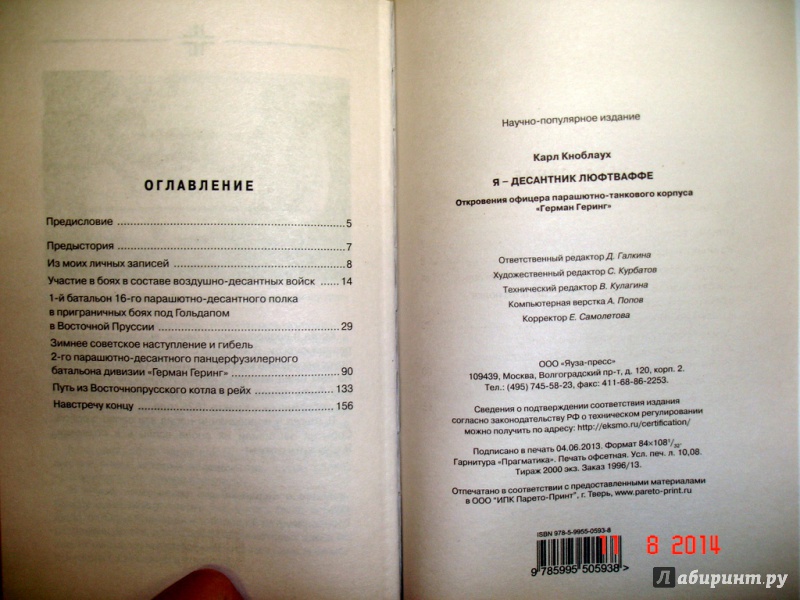 ОГЛАВЛЕНИЕ
Предисловие 5
Предыстория 7
Из моих личных записей 8
Участие в боях в составе воздушно-десантных войск 14
1-й батальон 16-го парашютно-десантного полка
в приграничных боях под Гольдапом
в Восточной Пруссии 29
Зимнее советское наступление и гибель
2-го парашютно-десантного панцерфузилерного
батальона дивизии «Герман Геринг» 90
Путь из Восточнопрусского котла в рейх 133
Навстречу концу 156
Научно-популярное издание
Карл Кноблаух
Я – ДЕСАНТНИК ЛЮФТВАФФЕ
Откровения офицера парашютно-танкового корпуса
«Герман Геринг»
Ответственный редактор Д. Галкина
Художественный редактор С. Курбатов
Технический редактор В. Кулагина
Компьютерная верстка А. Попов
Корректор Е. Самолетова
ООО «Яуза-пресс»
109439, Москва, Волгоградский пр-т, д. 120, корп. 2.
Тел.: (495) 745-58-23, факс: 411-68-86-2253.
Сведения о подтверждении соответствия издания
согласно законодательству РФ о техническом регулировании
можно получить по адресу: http://eksmo.ru/certification/
Подписано в печать 04.06.2013. Формат 84×108 1/32.
Гарнитура «Прагматика». Печать офсетная. Усл. печ. л. 10,08.
Тираж 2000 экз. Заказ 1996/13.
Отпечатано в соответствии с предоставленными материалами
в ООО "ИПК Парето-Принт", г. Тверь, www.pareto-print.ru
ISBN 978-5-9955-0593-8
9 785995 505938 >
11 8 2014
Лабиринт.ру